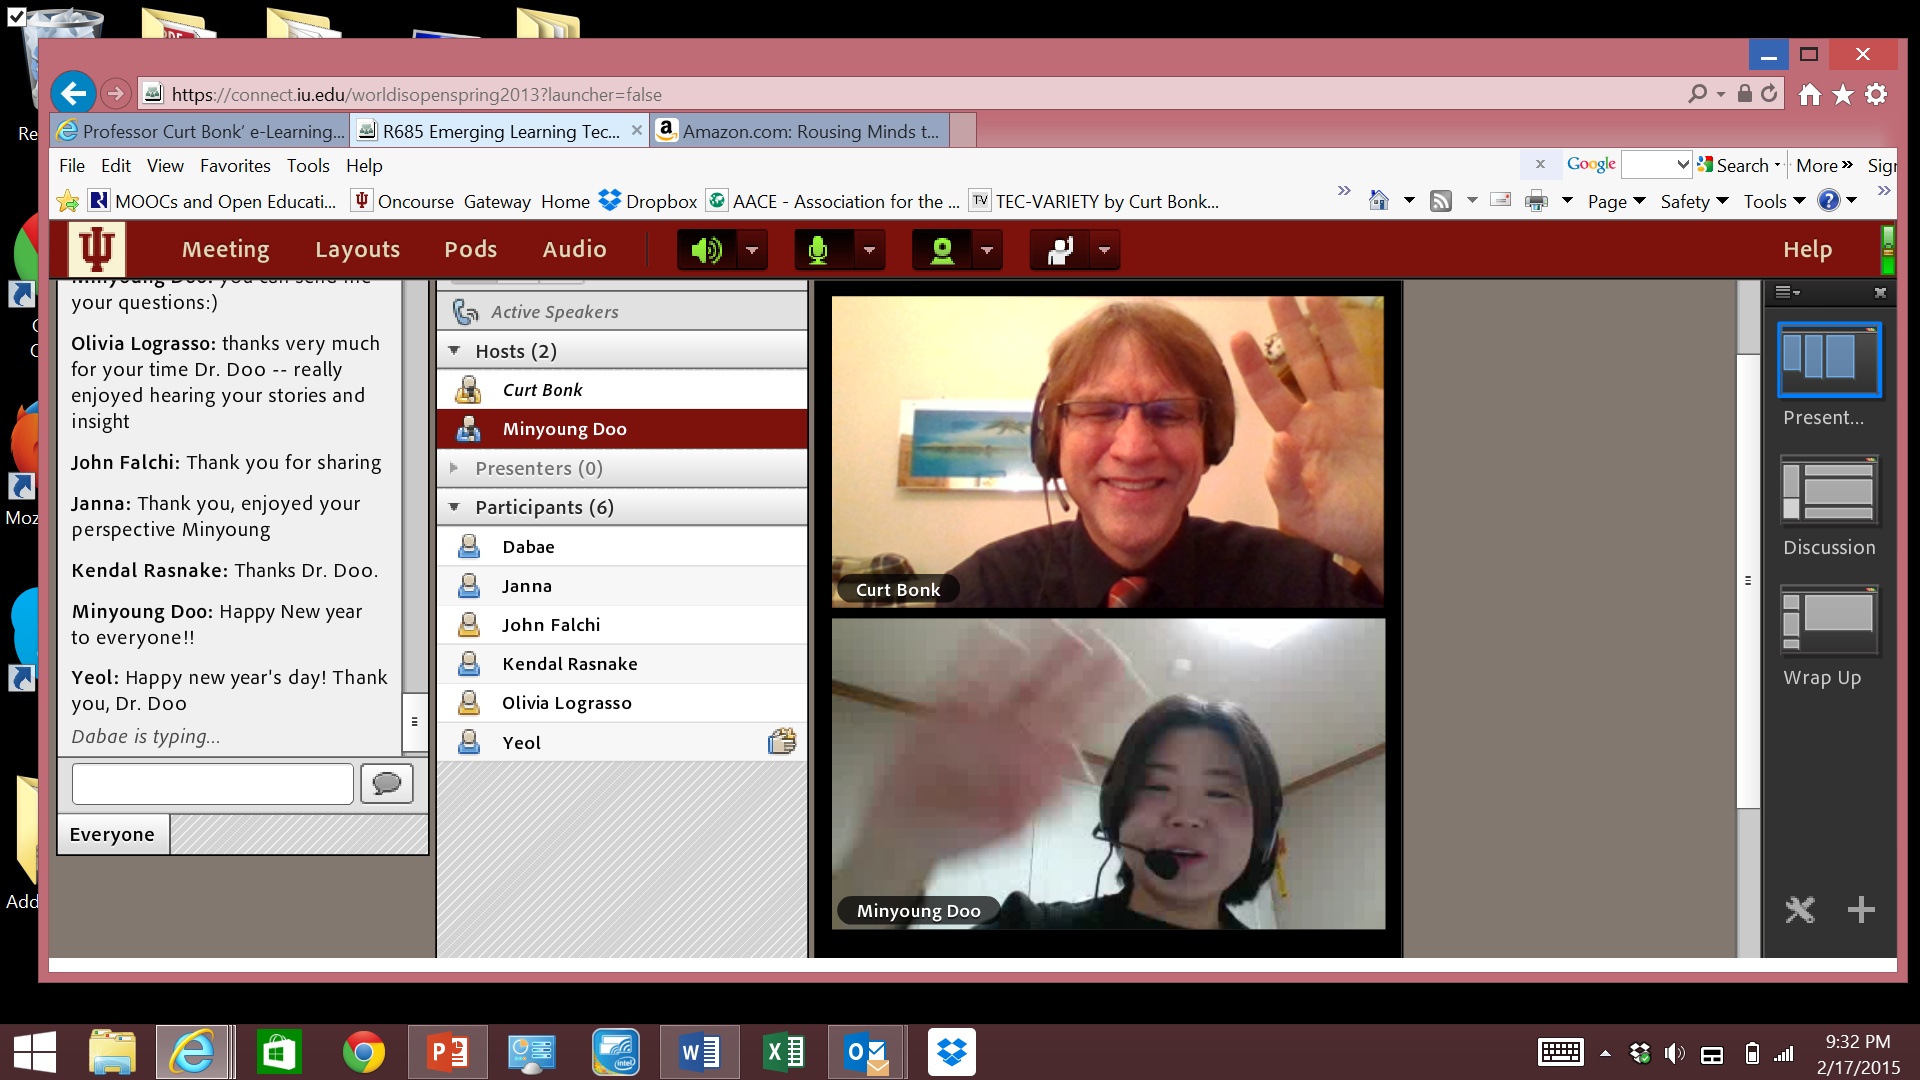 https://connect.iu.edu/worldisopenspring2013?launcher=false
Professor Curt Bonk' e-Learning...
R685 Emerging Learning Tec...
Amazon.com: Rousing Minds t...
File Edit View Favorites Tools Help
Google
Search
More
Sign
MOOCs and Open Educati...
Oncourse
Gateway
Home
Dropbox
AACE - Association for the ...
TEC-VARIETY by Curt Bonk...
Page
Safety
Tools
Meeting
Layouts
Pods
Audio
Help
Minyoung Doo: you can send me
your questions:)
Olivia Lograsso: thanks very much
for your time Dr. Doo -- really
enjoyed hearing your stories and
insight
John Falchi: Thank you for sharing
Janna: Thank you, enjoyed your
perspective Minyoung
Kendal Rasnake: Thanks Dr. Doo.
Minyoung Doo: Happy New year
to everyone!!
Yeol: Happy new year's day! Thank
you, Dr. Doo
Dabae is typing...
Everyone
Active Speakers
Hosts (2)
Curt Bonk
Minyoung Doo
Presenters (0)
Participants (6)
Dabae
Janna
John Falchi
Kendal Rasnake
Olivia Lograsso
Yeol
Curt Bonk
Minyoung Doo
Present...
Discussion
Wrap Up
Re
Moz
Add
9:32 PM
2/17/2015